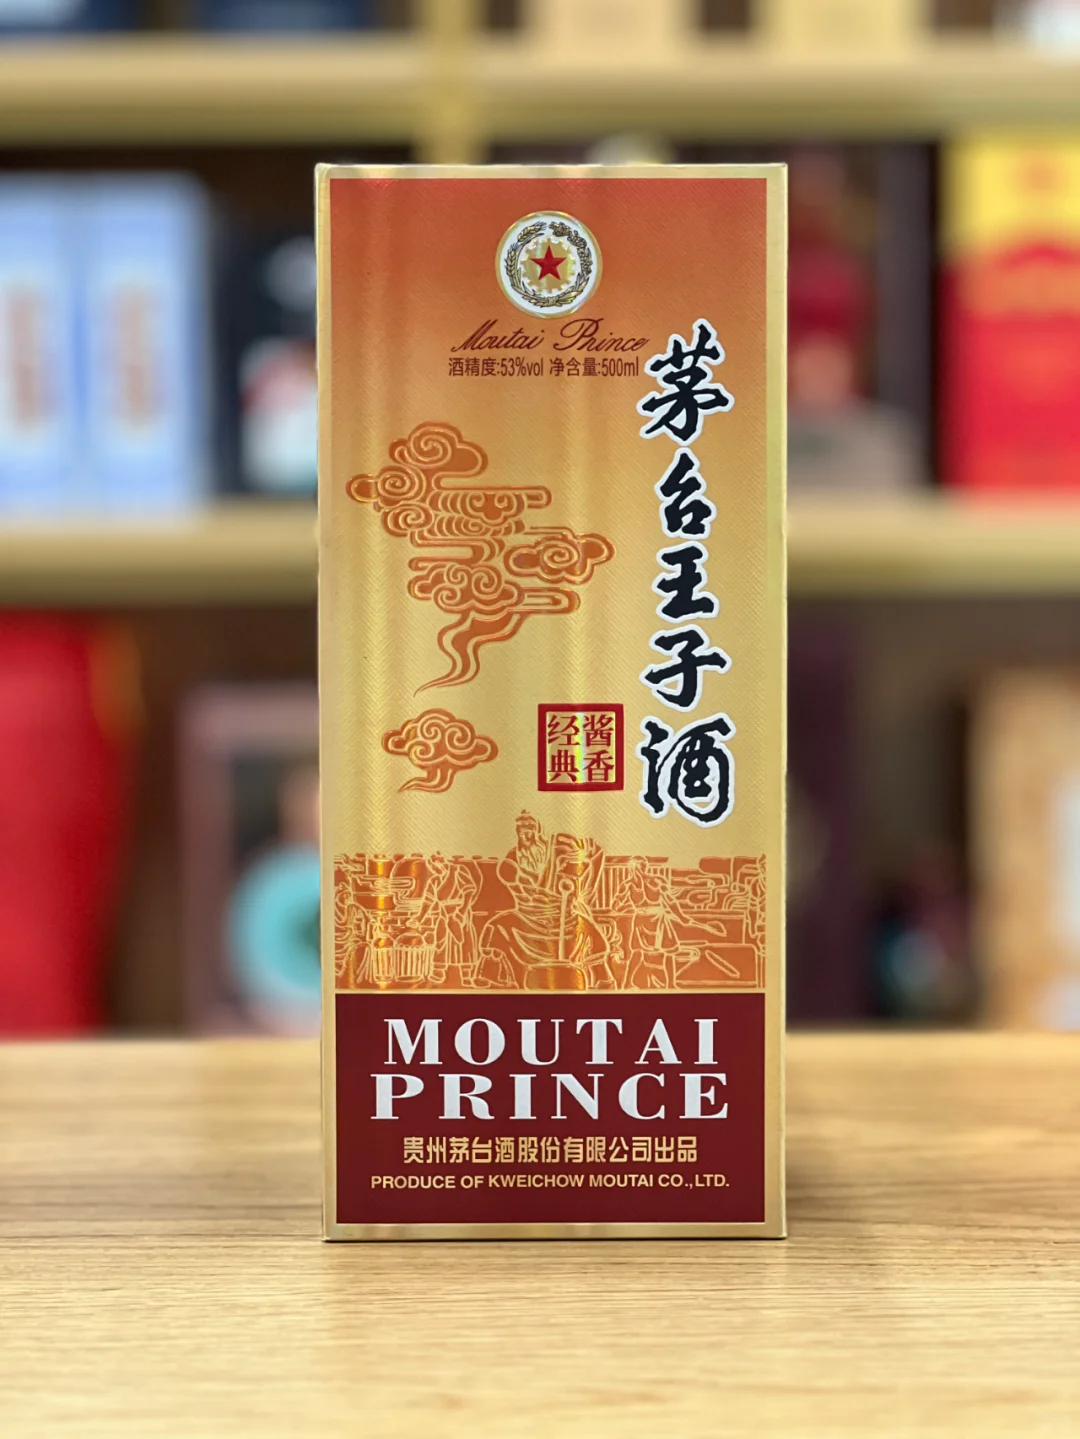 Moutai Prince
酒精度:53%vol 净含量:500ml
茅台王子酒
酱香
经典
MOUTAI
PRINCE
贵州茅台酒股份有限公司出品
PRODUCE OF KWEICHOW MOUTAI CO.,LTD.